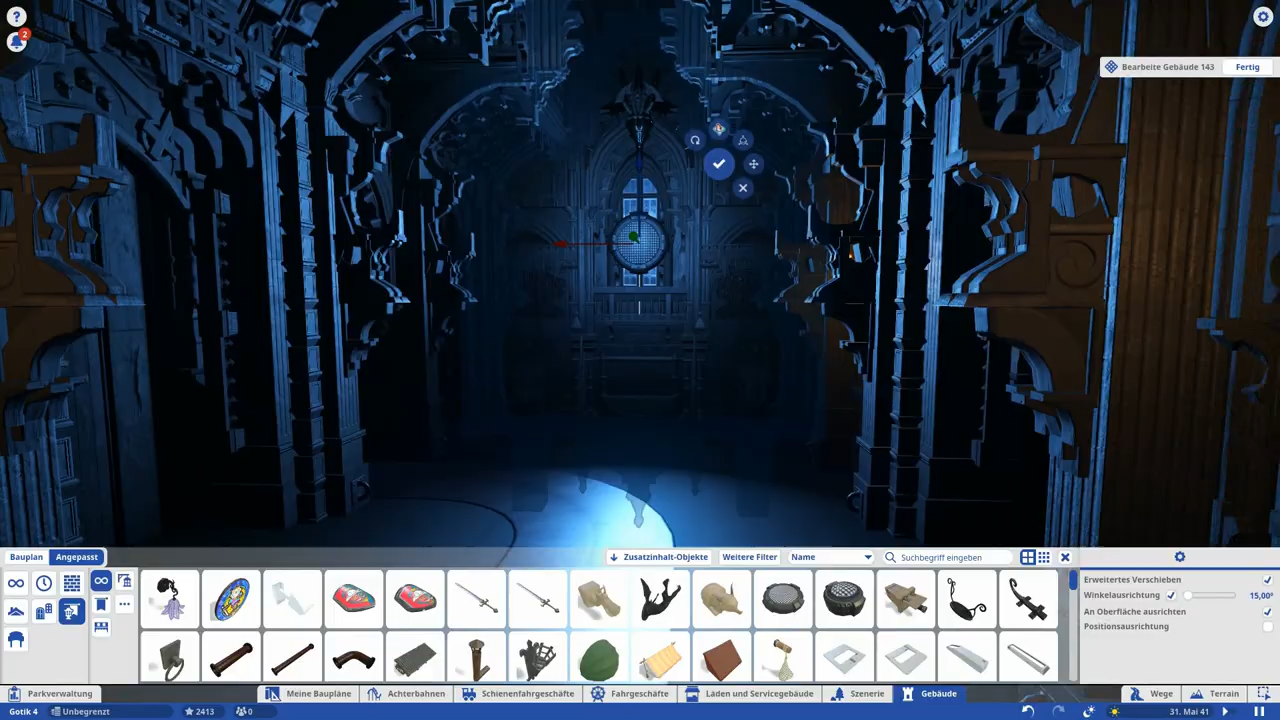 ?
2
Bearbeite Gebäude 143 Fertig
Bauplan Angepasst Zusatzinhalt-Objekte Weitere Filter Name Suchbegriff eingeben
Erweitertes Verschieben
Winkelausrichtung 15,00°
An Oberfläche ausrichten
Positionsausrichtung
Parkverwaltung Meine Baupläne Achterbahnen Schienenfahrgeschäfte Fahrgeschäfte Läden und Servicegebäude Szenerie Gebäude Wege Terrain
Gotik 4 Unbegrenzt 2413 0 31. Mai 41